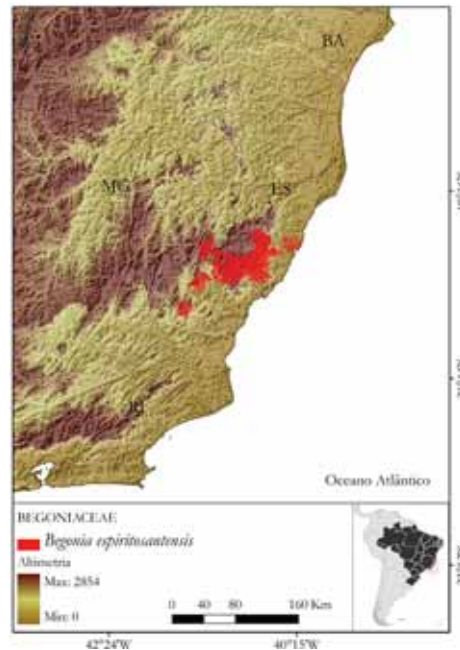 BA
MG
ES
RJ
Oceano Atlântico
BEGONIACEAE
Begonia espiritosantensis
Altimetria
Max: 2854
Min: 0
0 40 80 160 Km
42°24'W 40°15'W